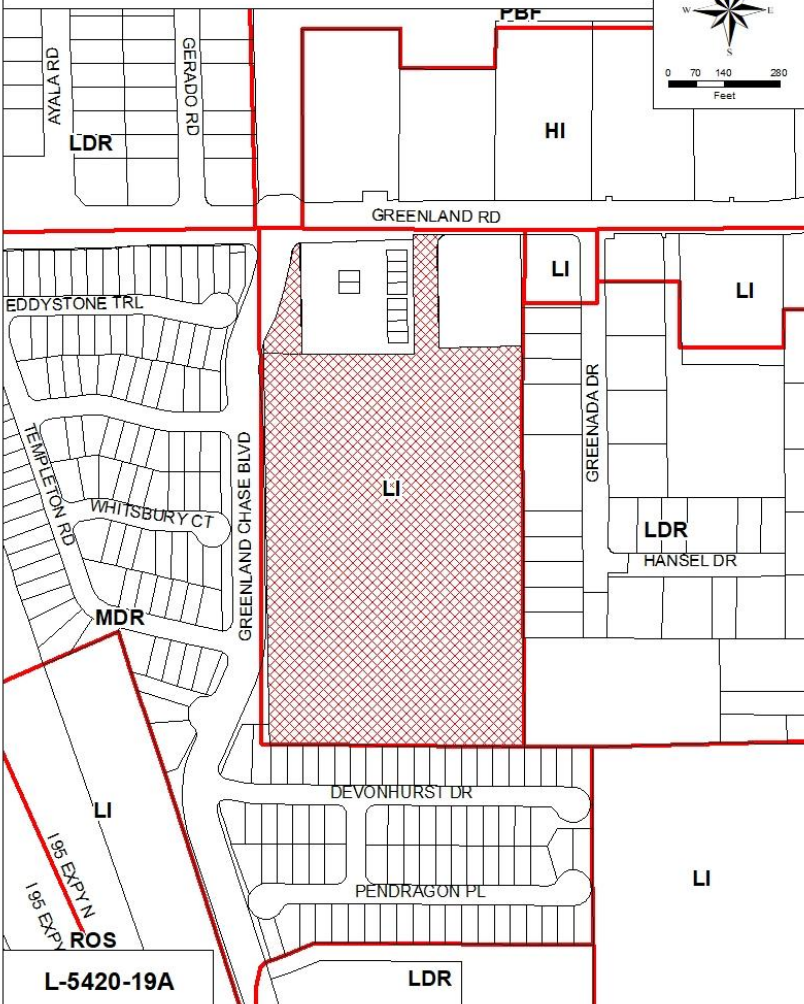 PBF
W E
S
0 70 140 280
Feet
AYALA RD
GERADO RD
LDR
HI
GREENLAND RD
LI
LI
EDDYSTONE TRL
GREENADA DR
TEMPLETON RD
GREENLAND CHASE BLVD
LI
WHITSBURY CT
LDR
HANSEL DR
MDR
LI
DEVONHURST DR
I 95 EXPY N
I 95 EXPY
PENDRAGON PL
LI
ROS
L-5420-19A
LDR